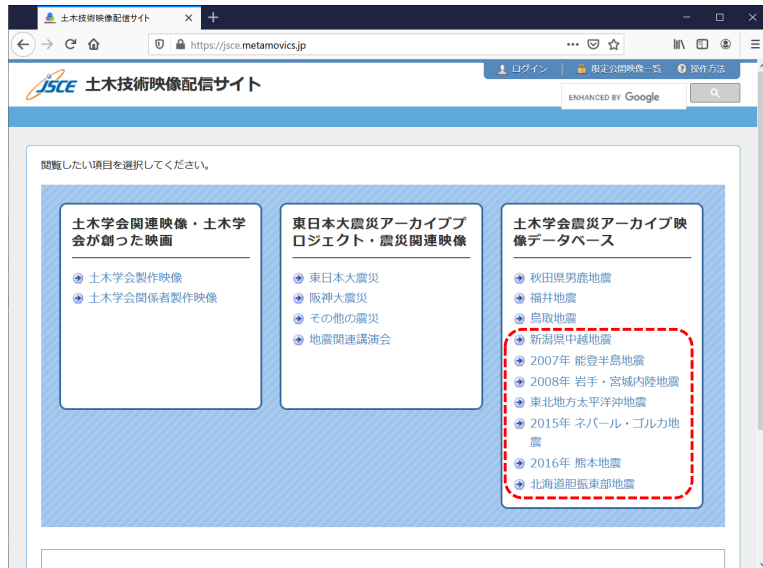 土木技術映像配信サイト
https://jsce.metamovics.jp
ログイン
限定公開映像一覧
操作方法
JSCE 土木技術映像配信サイト
ENHANCED BY Google
閲覧したい項目を選択してください。
土木学会関連映像・土木学
会が創った映画
土木学会製作映像
土木学会関係者製作映像
東日本大震災アーカイブプ
ロジェクト・震災関連映像
東日本大震災
阪神大震災
その他の震災
地震関連講演会
土木学会震災アーカイブ映
像データベース
秋田県男鹿地震
福井地震
鳥取地震
新潟県中越地震
2007年 能登半島地震
2008年 岩手・宮城内陸地震
東北地方太平洋沖地震
2015年 ネパール・ゴルカ地
震
2016年 熊本地震
北海道胆振東部地震